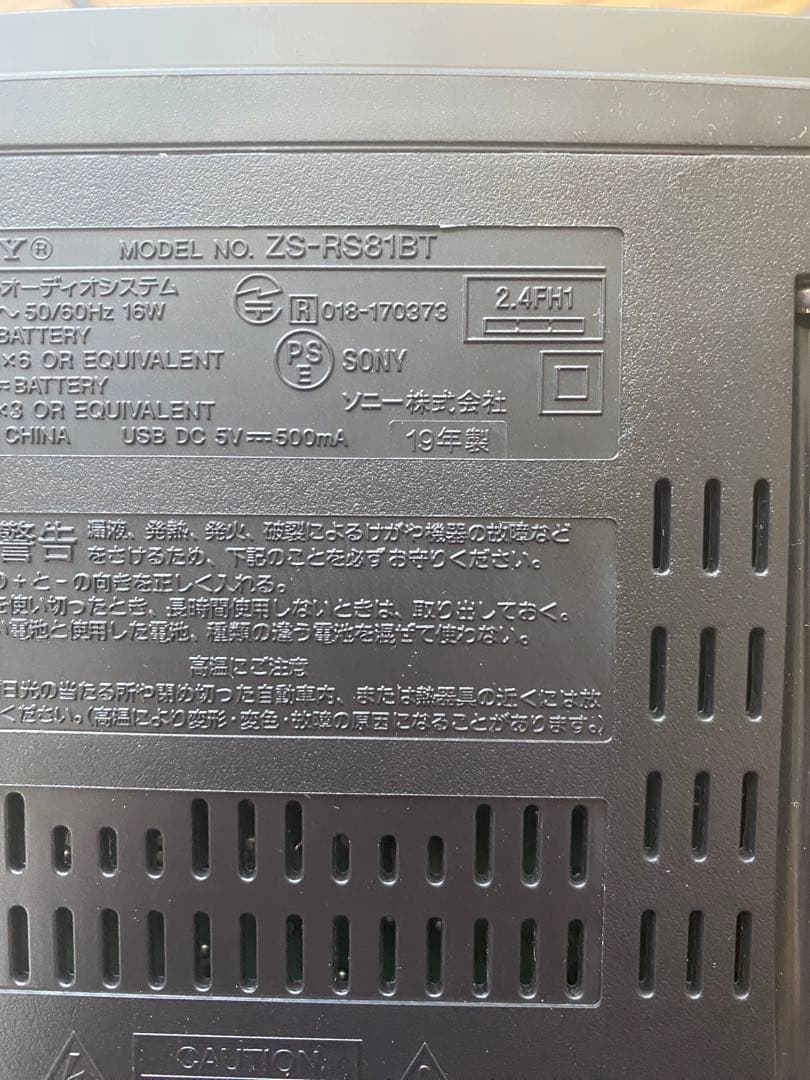 Y® MODEL NO. ZS-RS81BT
オーディオシステム
～ 50/60Hz 16W
R 018-170373
2.4FH1
BATTERY
×6 OR EQUIVALENT
PS
E
SONY
⎓BATTERY
×3 OR EQUIVALENT
ソニー株式会社
CHINA USB DC 5V⎓500mA 19年製
警告 漏液、発熱、発火、破裂によるけがや機器の故障など
をさけるため、下記のことを必ずお守りください。
の+と-の向きを正しく入れる。
を使い切ったとき、長時間使用しないときは、取り出しておく。
い電池と使用した電池、種類の違う電池を混ぜて使わない。
高温にご注意
日光の当たる所や閉め切った自動車内、または熱器具の近くには放
ください。(高温により変形・変色・故障の原因になることがあります。)
CAUTION